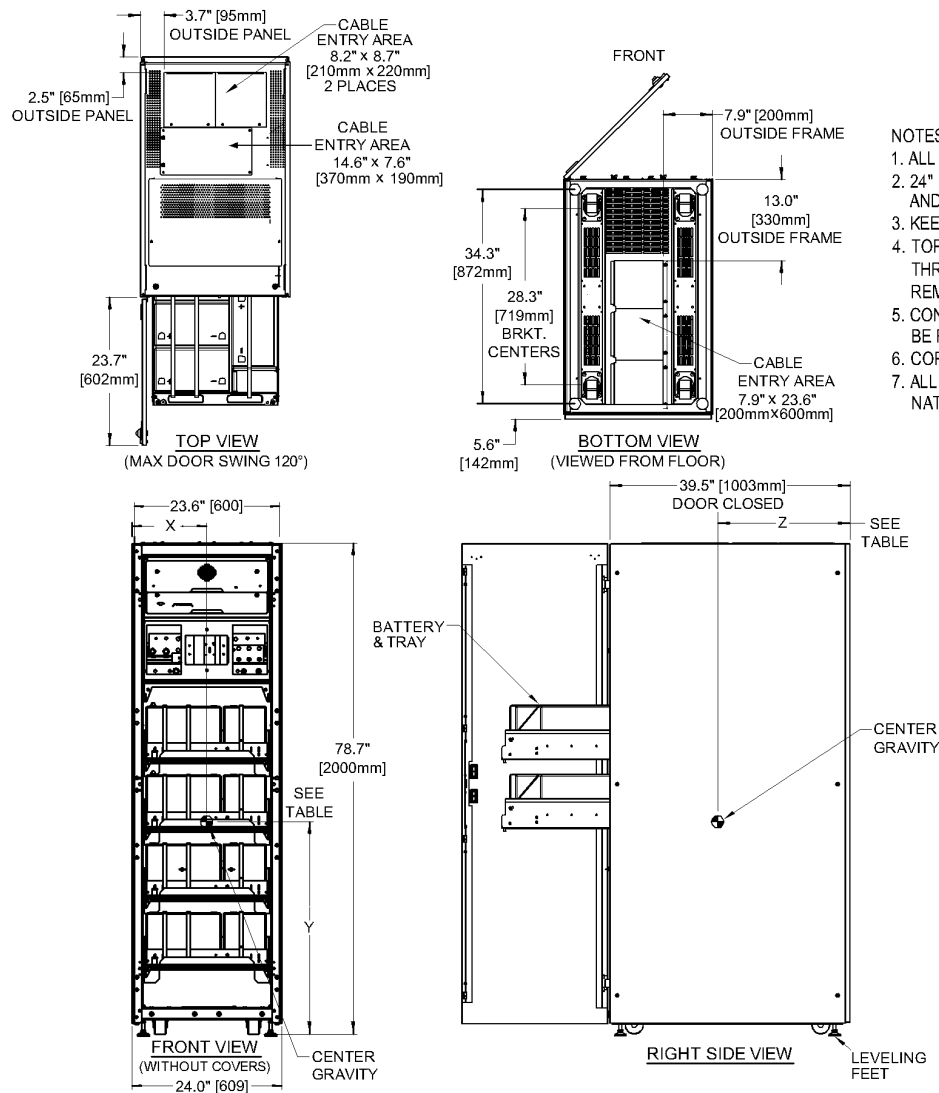 3.7" [95mm]
OUTSIDE PANEL
CABLE
ENTRY AREA
8.2" x 8.7"
[210mm x 220mm]
2 PLACES
2.5" [65mm]
OUTSIDE PANEL
CABLE
ENTRY AREA
14.6" x 7.6"
[370mm x 190mm]
23.7"
[602mm]
TOP VIEW
(MAX DOOR SWING 120°)
FRONT
7.9" [200mm]
OUTSIDE FRAME
13.0"
[330mm]
OUTSIDE FRAME
34.3"
[872mm]
28.3"
[719mm]
BRKT.
CENTERS
CABLE
ENTRY AREA
7.9" x 23.6"
[200mmx600mm]
5.6"
[142mm]
BOTTOM VIEW
(VIEWED FROM FLOOR)
NOTES
1. ALL
2. 24"
AND
3. KEE
4. TOP
THR
REM
5. CON
BE
6. COP
7. ALL
NAT
23.6" [600]
X
78.7"
[2000mm]
SEE
TABLE
Y
FRONT VIEW
(WITHOUT COVERS)
24.0" [609]
CENTER
GRAVITY
39.5" [1003mm]
DOOR CLOSED
Z
SEE
TABLE
BATTERY
& TRAY
CENTER
GRAVITY
RIGHT SIDE VIEW
LEVELING
FEET